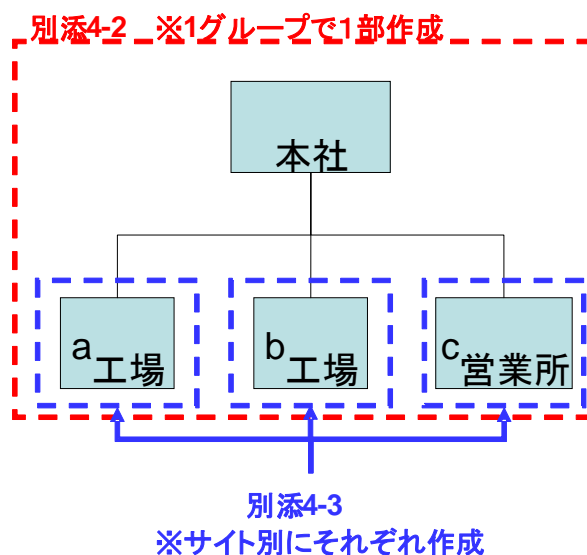 別添4-2　※1グループで1部作成
本社
a工場
b工場
c営業所
別添4-3
※サイト別にそれぞれ作成